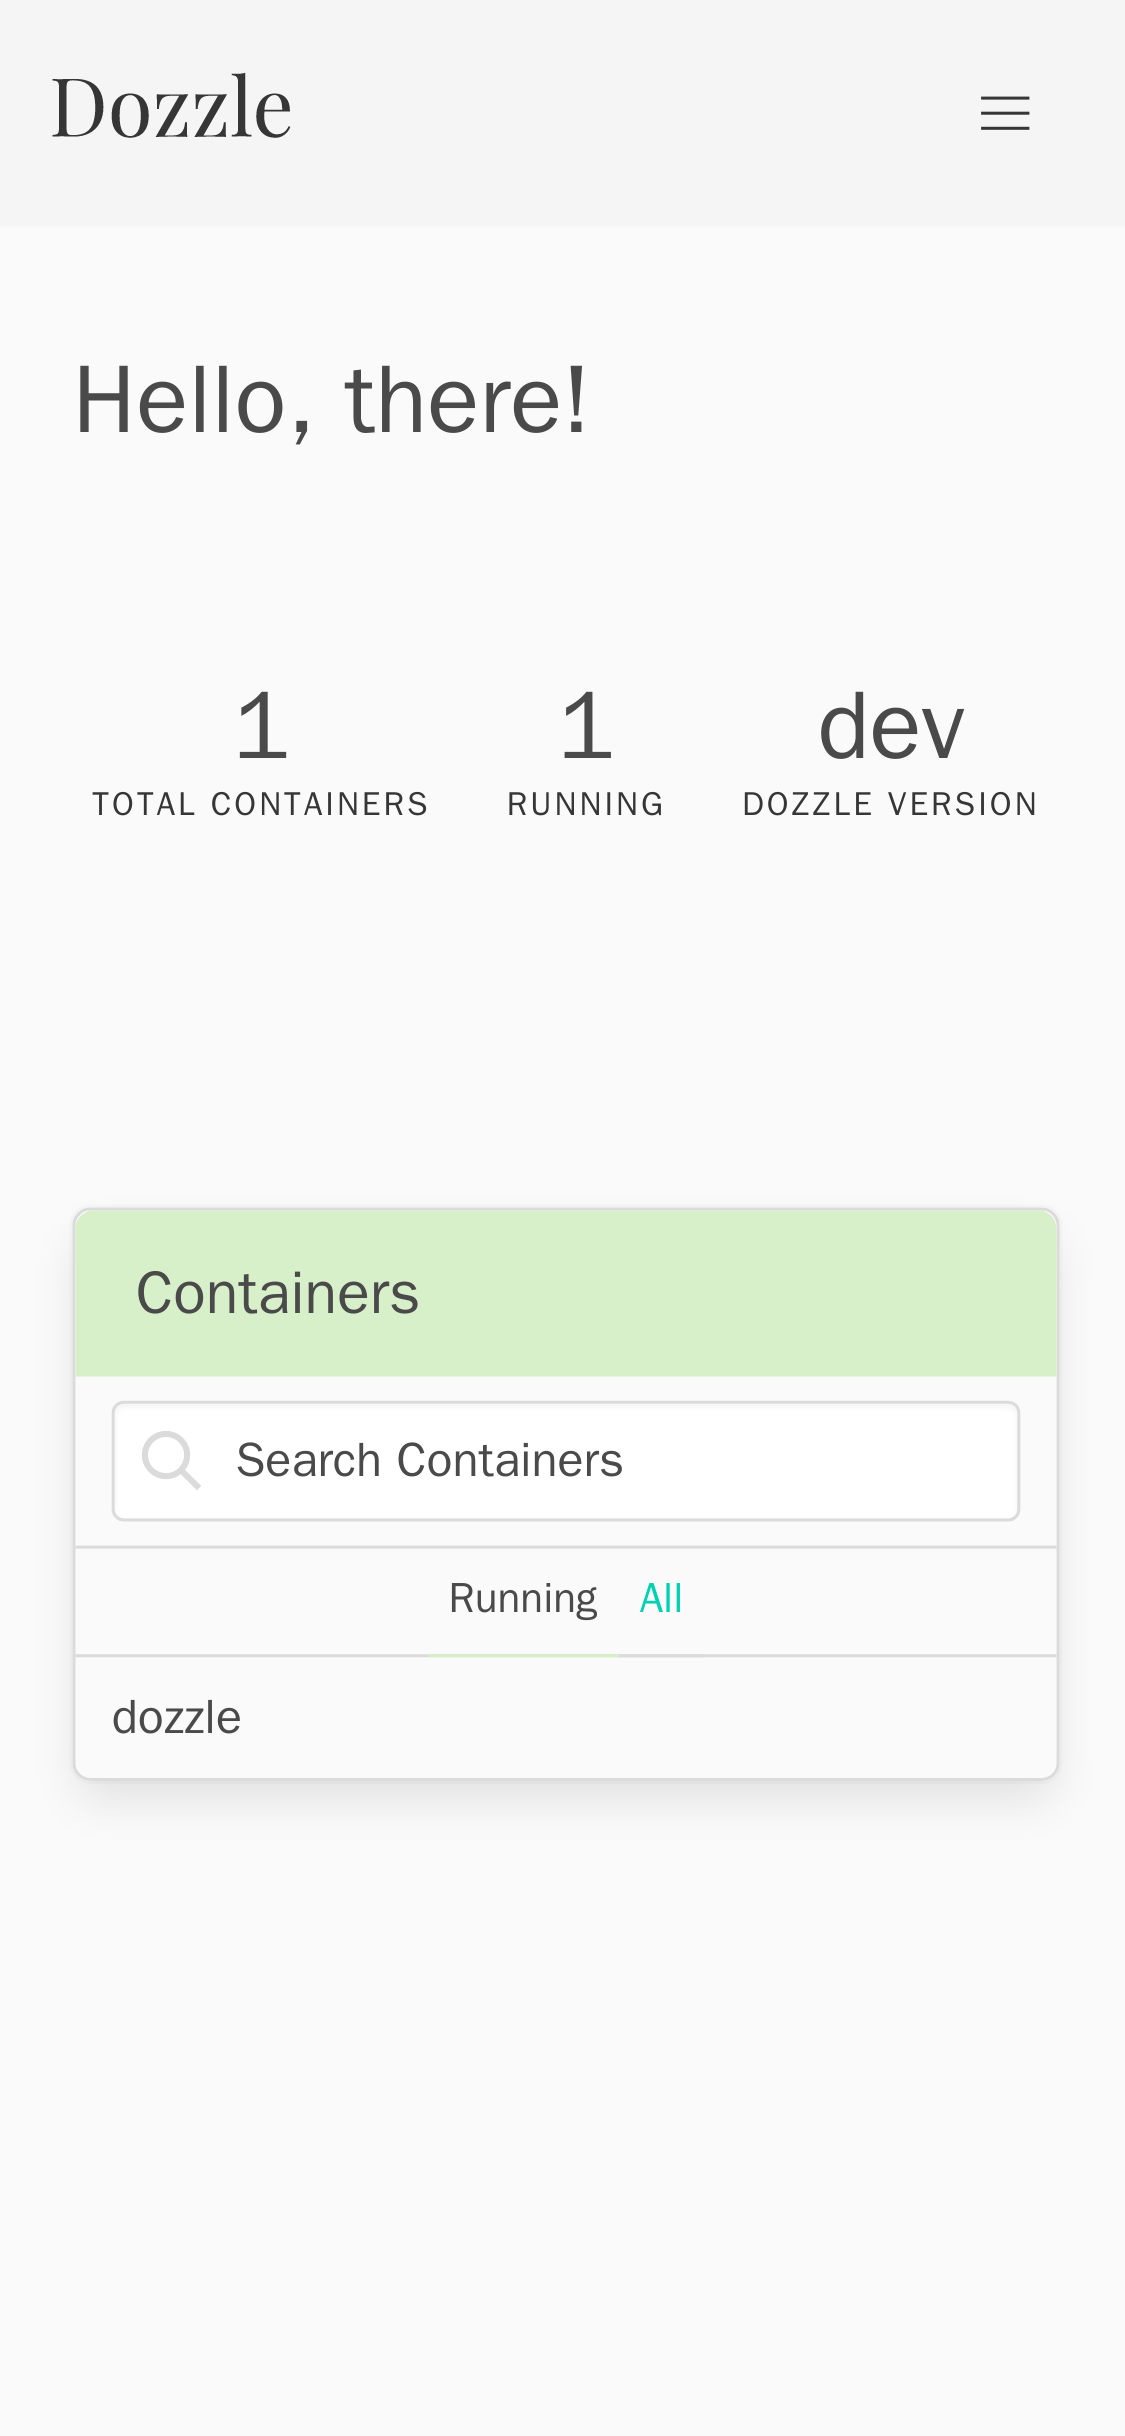 Dozzle
Hello, there!
1 1 dev
TOTAL CONTAINERS RUNNING DOZZLE VERSION
Containers
Search Containers
Running All
dozzle